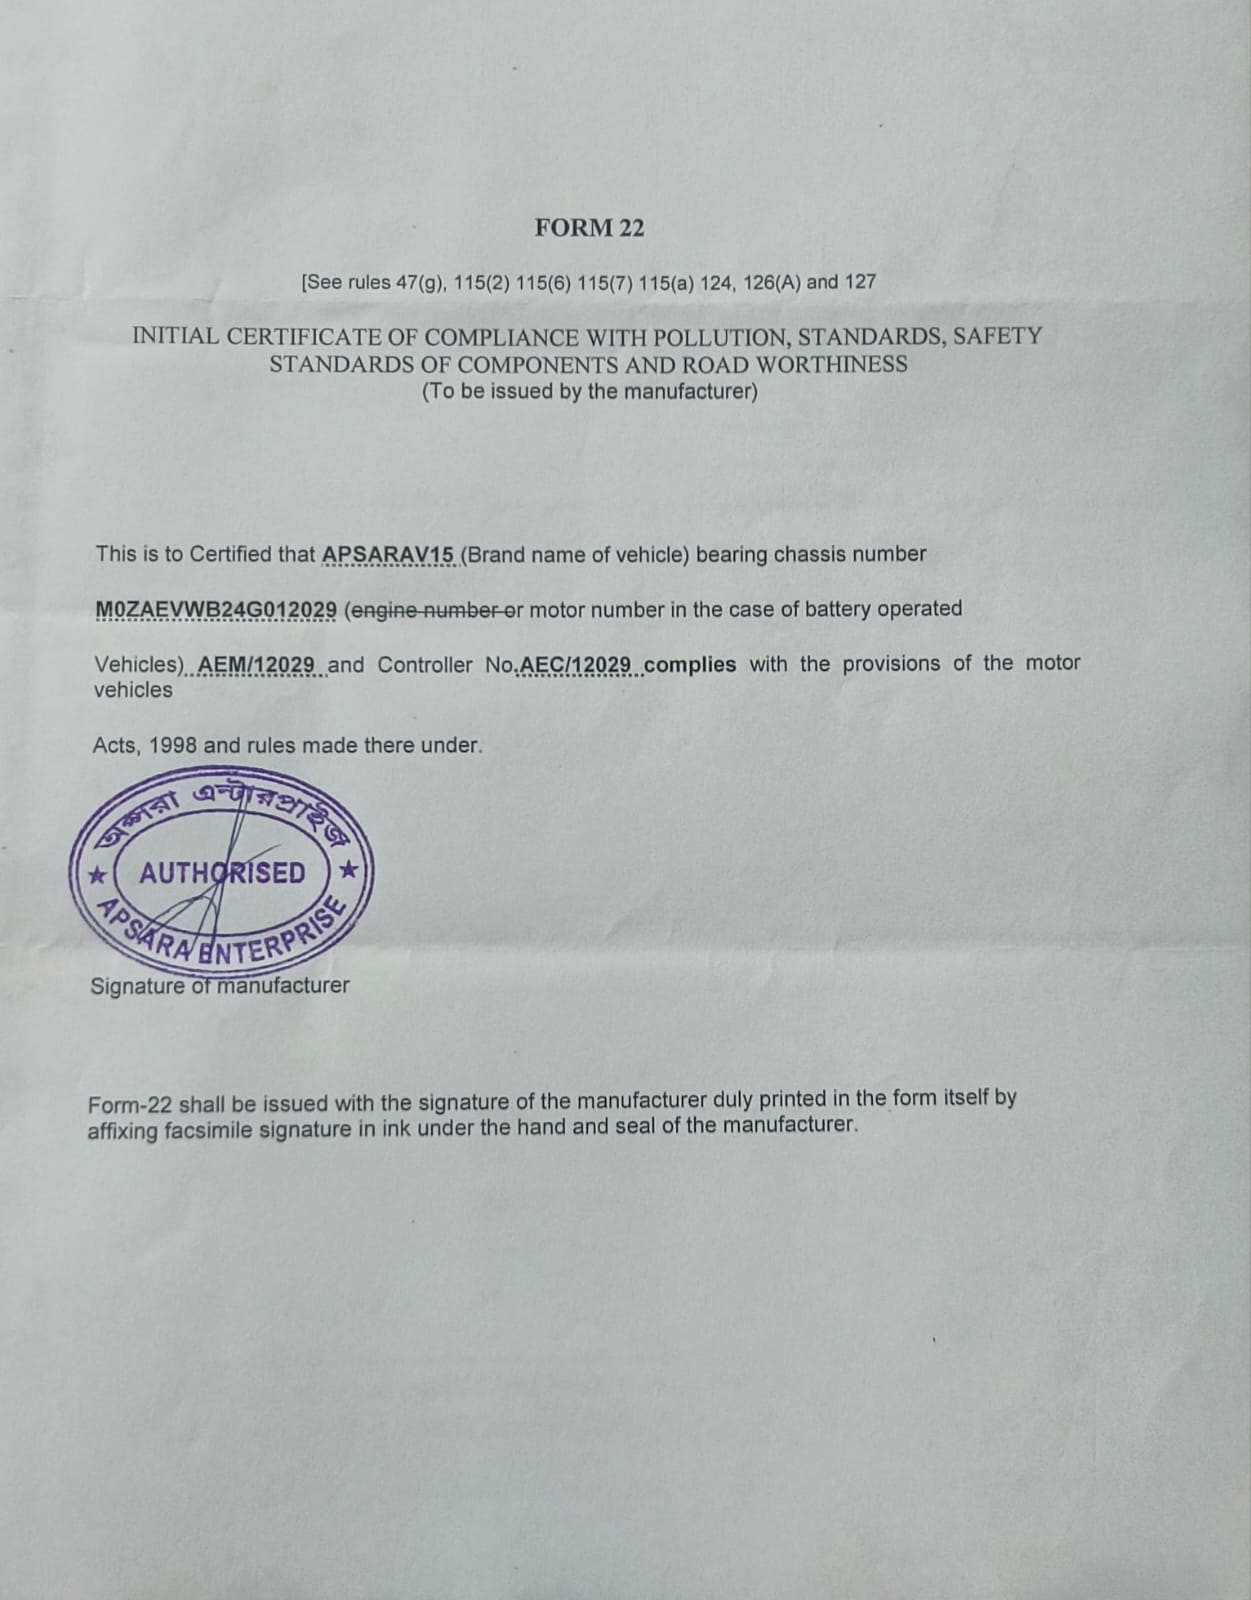 FORM 22
[See rules 47(g), 115(2) 115(6) 115(7) 115(a) 124, 126(A) and 127
INITIAL CERTIFICATE OF COMPLIANCE WITH POLLUTION, STANDARDS, SAFETY
STANDARDS OF COMPONENTS AND ROAD WORTHINESS
(To be issued by the manufacturer)
This is to Certified that APSARAV15 (Brand name of vehicle) bearing chassis number
M0ZAEVWB24G012029 (engine number or motor number in the case of battery operated
Vehicles) AEM/12029 and Controller No.AEC/12029 complies with the provisions of the motor
vehicles
Acts, 1998 and rules made there under.
অপ্সরা এন্টারপ্রাইজ
★ AUTHORISED ★
APSARA ENTERPRISE
Signature of manufacturer
Form-22 shall be issued with the signature of the manufacturer duly printed in the form itself by
affixing facsimile signature in ink under the hand and seal of the manufacturer.